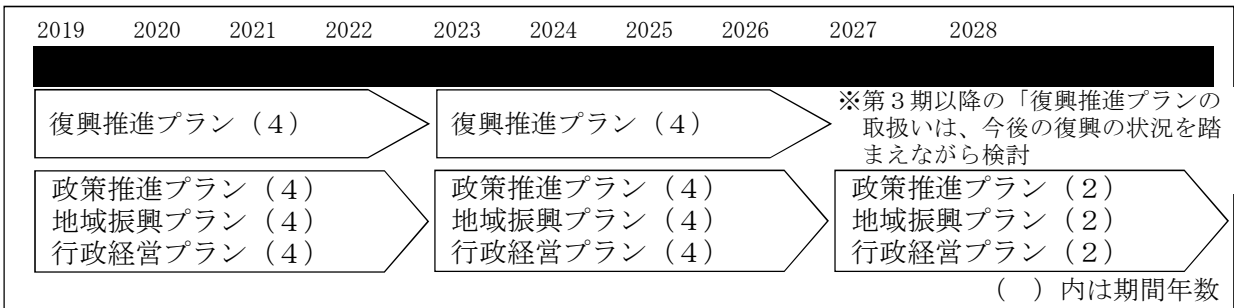 2019 2020 2021 2022 2023 2024 2025 2026 2027 2028
復興推進プラン（４）
復興推進プラン（４）
※第３期以降の「復興推進プランの
取扱いは、今後の復興の状況を踏
まえながら検討
政策推進プラン（４）
地域振興プラン（４）
行政経営プラン（４）
政策推進プラン（４）
地域振興プラン（４）
行政経営プラン（４）
政策推進プラン（２）
地域振興プラン（２）
行政経営プラン（２）
（　）内は期間年数